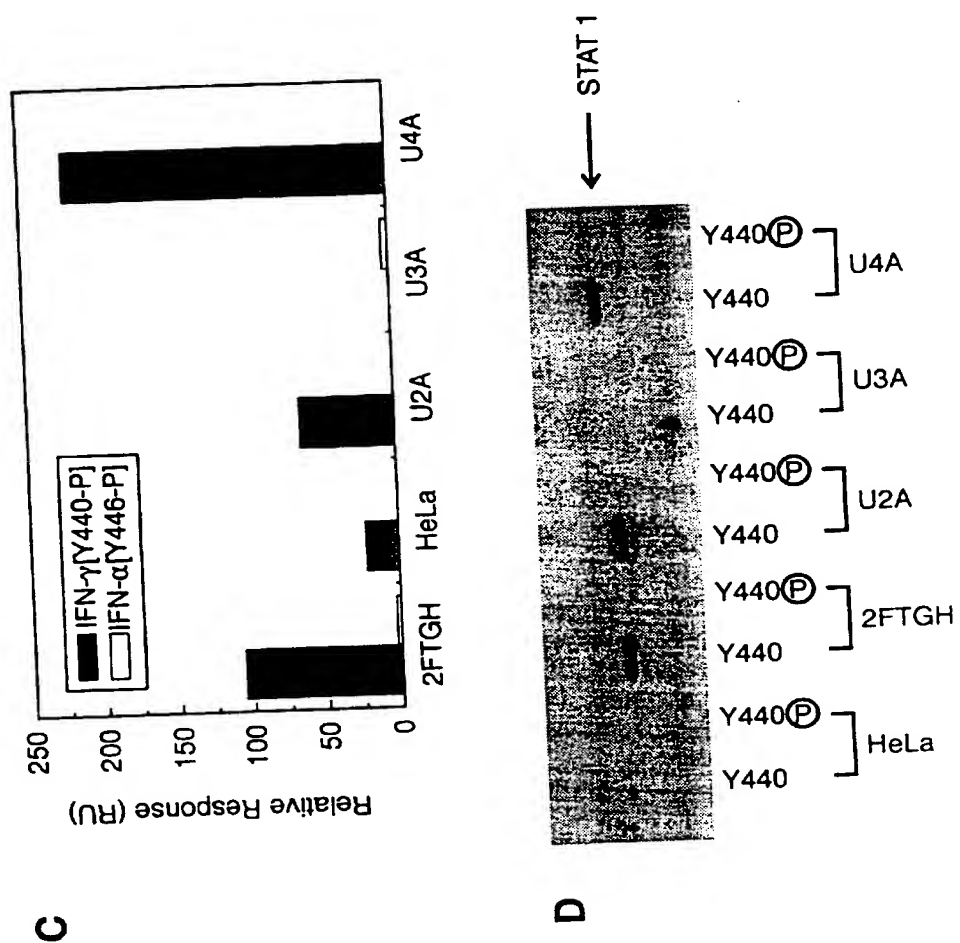 C
IFN-γ[Y440-P]
IFN-α[Y446-P]
Relative Response (RU)
250
200
150
100
50
0
2FTGH
HeLa
U2A
U3A
U4A
D
STAT 1
Y440
Y440Ⓟ
Y440
Y440Ⓟ
Y440
Y440Ⓟ
Y440
Y440Ⓟ
Y440
Y440Ⓟ
HeLa
2FTGH
U2A
U3A
U4A